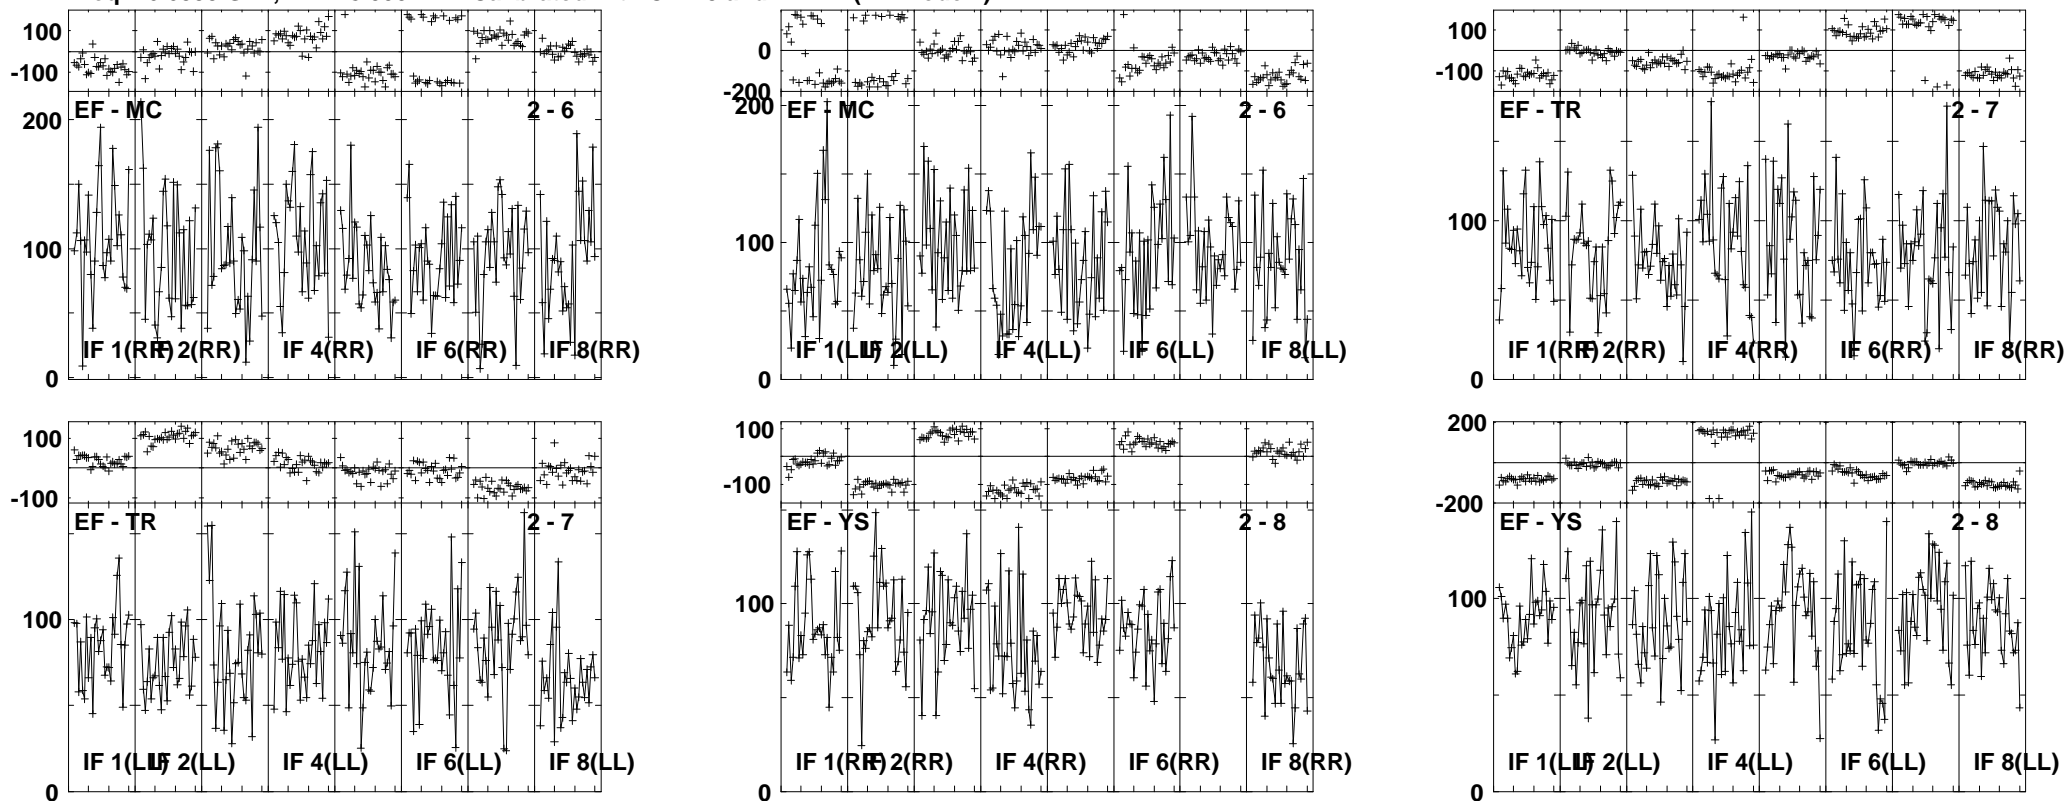 100
-100
EF - MC
2 - 6
200
100
0
IF 1(RR)
IF 2(RR)
IF 4(RR)
IF 6(RR)
IF 8(RR)
0
-200
EF - MC
2 - 6
200
100
0
IF 1(LL)
IF 2(LL)
IF 4(LL)
IF 6(LL)
IF 8(LL)
100
-100
EF - TR
2 - 7
100
0
IF 1(RR)
IF 2(RR)
IF 4(RR)
IF 6(RR)
IF 8(RR)
100
-100
EF - TR
2 - 7
100
0
IF 1(LL)
IF 2(LL)
IF 4(LL)
IF 6(LL)
IF 8(LL)
100
-100
EF - YS
2 - 8
100
0
IF 1(RR)
IF 2(RR)
IF 4(RR)
IF 6(RR)
IF 8(RR)
200
-200
EF - YS
2 - 8
100
0
IF 1(LL)
IF 2(LL)
IF 4(LL)
IF 6(LL)
IF 8(LL)